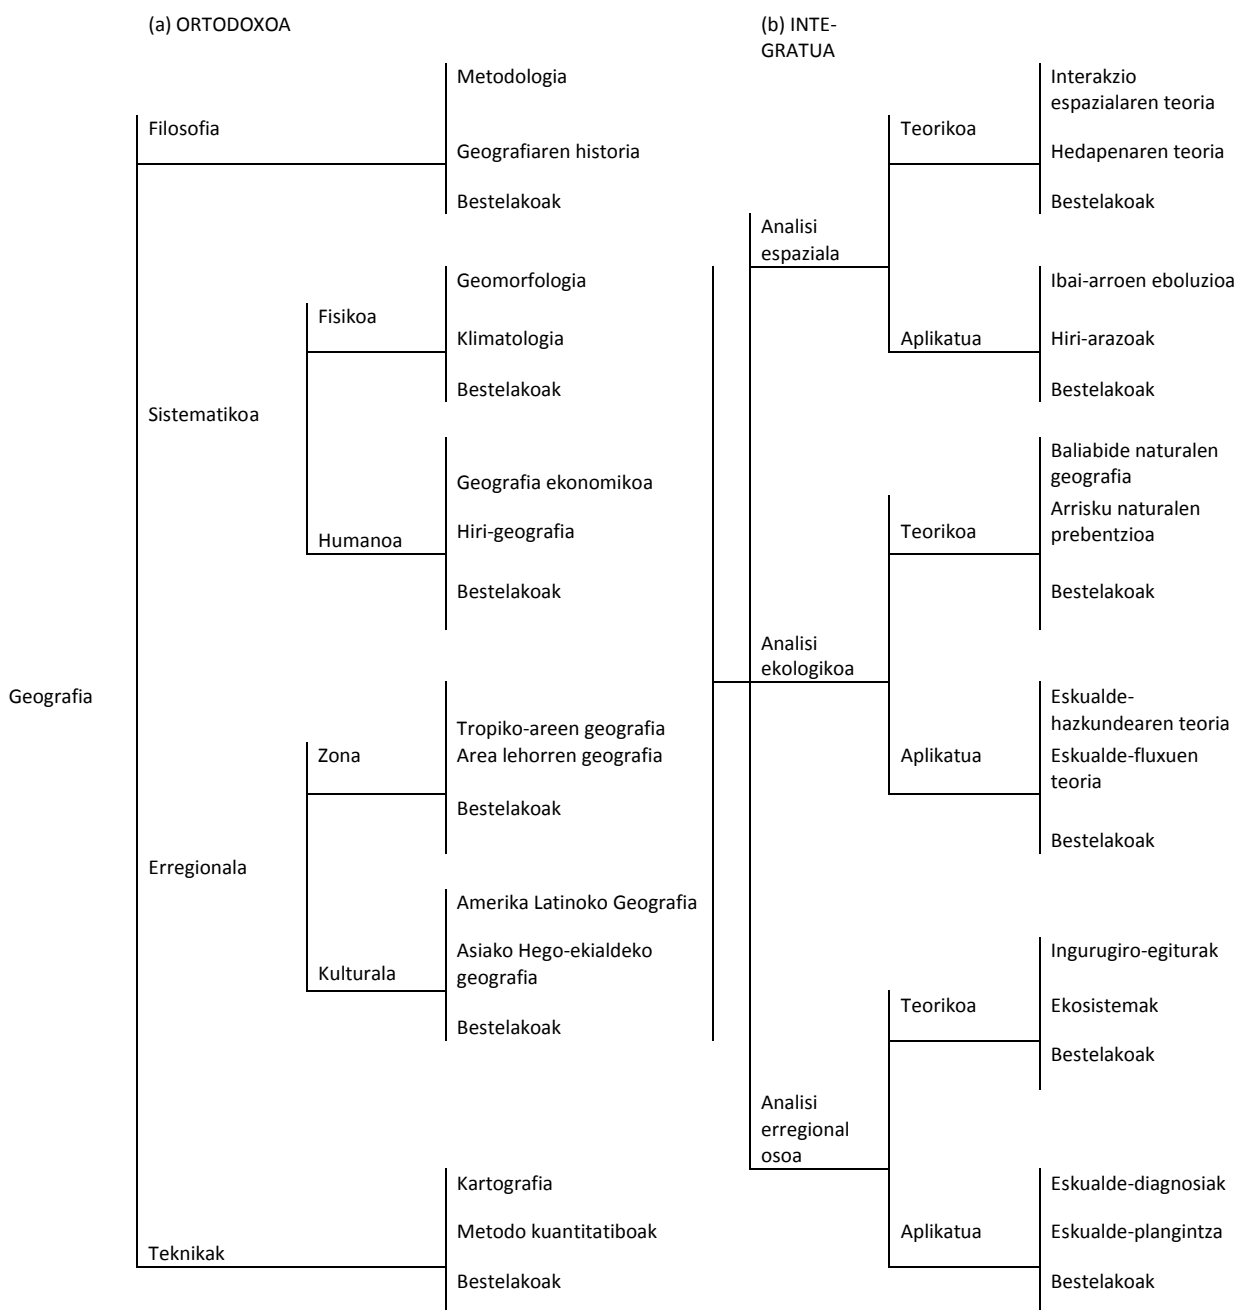 (a) ORTODOXOA
Metodologia
Filosofia
Geografiaren historia
Bestelakoak
Geomorfologia
Fisikoa
Klimatologia
Bestelakoak
Sistematikoa
Geografia ekonomikoa
Hiri-geografia
Humanoa
Bestelakoak
Geografia
Tropiko-areen geografia
Zona
Area lehorren geografia
Bestelakoak
Erregionala
Amerika Latinoko Geografia
Asiako Hego-ekialdeko
geografia
Kulturala
Bestelakoak
Kartografia
Metodo kuantitatiboak
Teknikak
Bestelakoak
(b) INTE-
GRATUA
Interakzio
espazialaren teoria
Teorikoa
Hedapenaren teoria
Bestelakoak
Analisi
espaziala
Ibai-arroen eboluzioa
Aplikatua
Hiri-arazoak
Bestelakoak
Baliabide naturalen
geografia
Teorikoa
Arrisku naturalen
prebentzioa
Bestelakoak
Analisi
ekologikoa
Eskualde-
hazkundearen teoria
Aplikatua
Eskualde-fluxuen
teoria
Bestelakoak
Ingurugiro-egiturak
Teorikoa
Ekosistemak
Bestelakoak
Analisi
erregional
osoa
Eskualde-diagnosiak
Aplikatua
Eskualde-plangintza
Bestelakoak